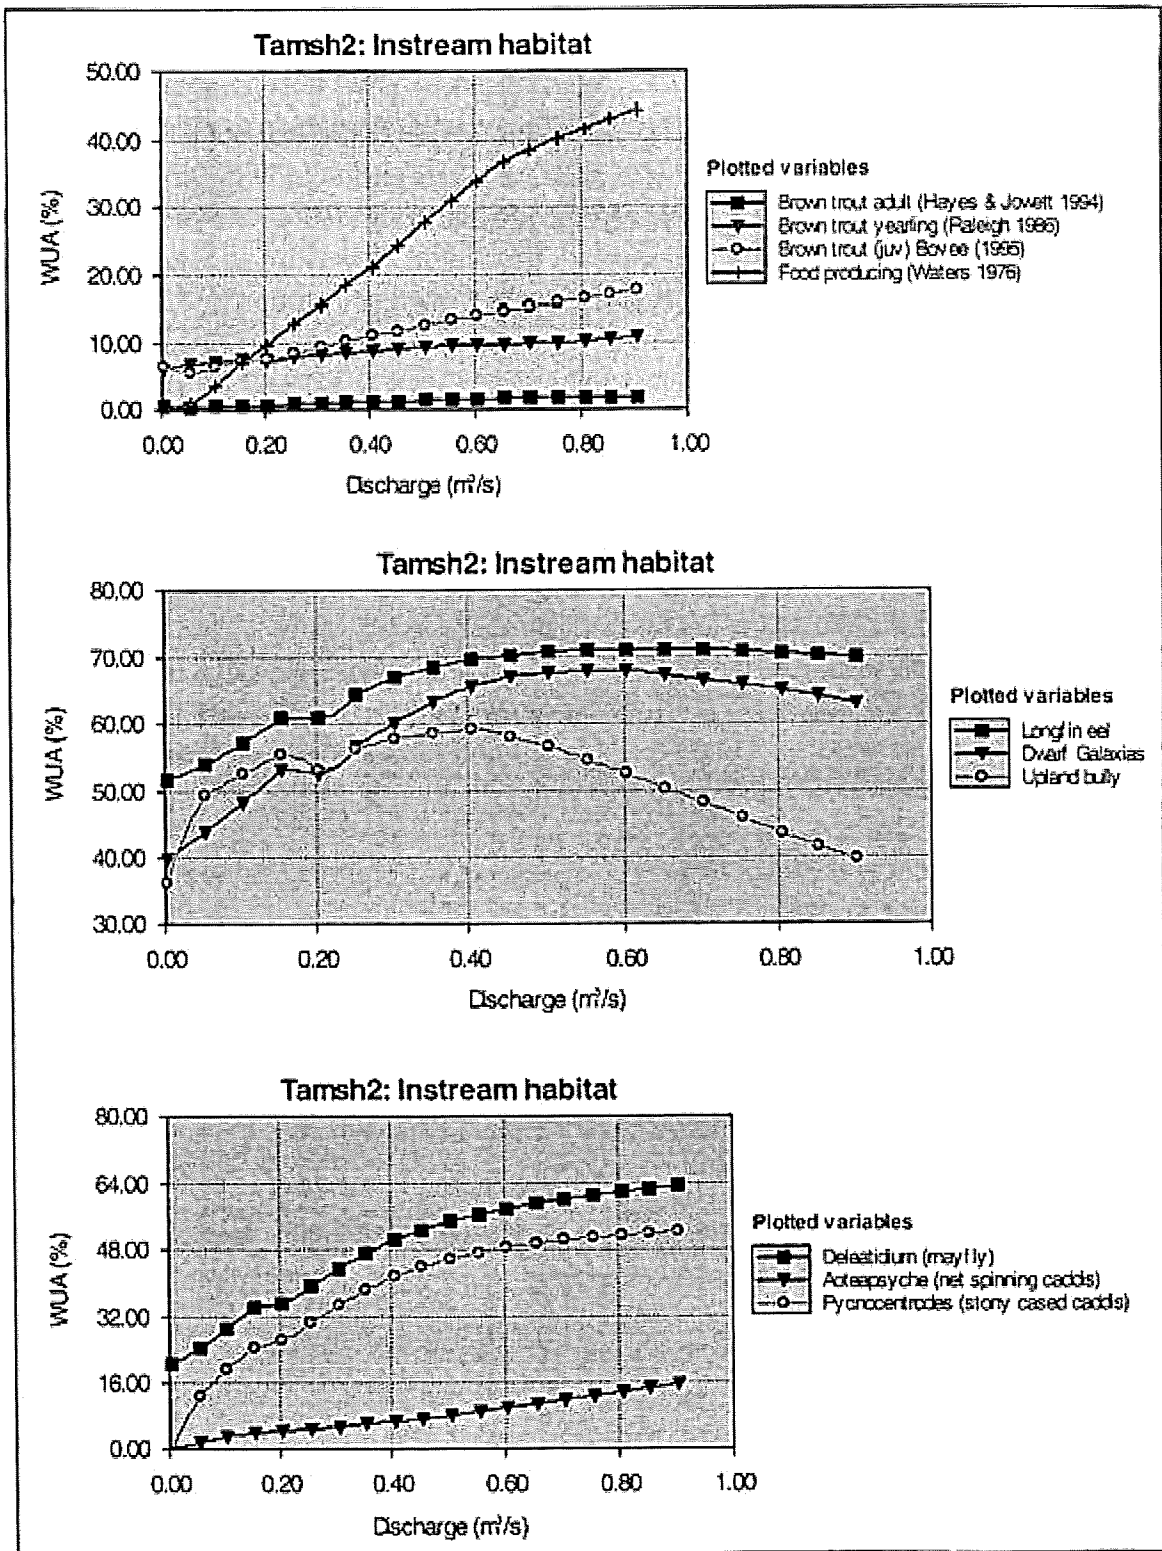 Tamsh2: Instream habitat
50.00
40.00
30.00
20.00
10.00
0.00
WUA (%)
0.00 0.20 0.40 0.60 0.80 1.00
Discharge (m³/s)
Plotted variables
Brown trout adult (Hayes & Jowett 1994)
Brown trout yearling (Raleigh 1986)
Brown trout (juv) Bovee (1995)
Food producing (Waters 1976)
Tamsh2: Instream habitat
80.00
70.00
60.00
50.00
40.00
30.00
WUA (%)
0.00 0.20 0.40 0.60 0.80 1.00
Discharge (m³/s)
Plotted variables
Longfin eel
Dwarf Galaxias
Upland bully
Tamsh2: Instream habitat
80.00
64.00
48.00
32.00
16.00
0.00
WUA (%)
0.00 0.20 0.40 0.60 0.80 1.00
Discharge (m³/s)
Plotted variables
Deleatidium (mayfly)
Aoteapsyche (net spinning caddis)
Pycnocentrodes (stony cased caddis)